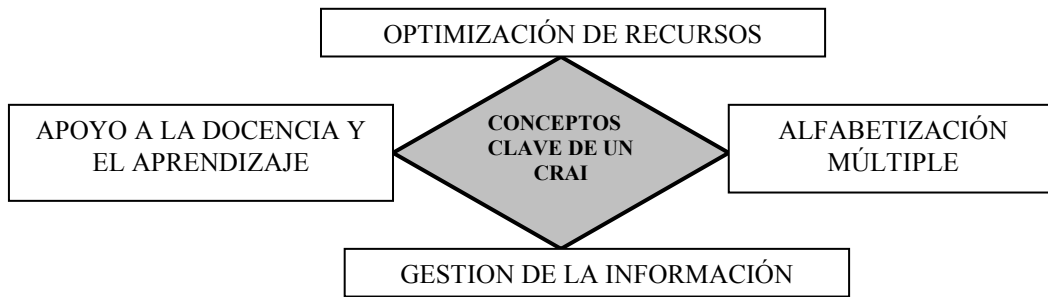 OPTIMIZACIÓN DE RECURSOS
APOYO A LA DOCENCIA Y
EL APRENDIZAJE
CONCEPTOS
CLAVE DE UN
CRAI
ALFABETIZACIÓN
MÚLTIPLE
GESTION DE LA INFORMACIÓN